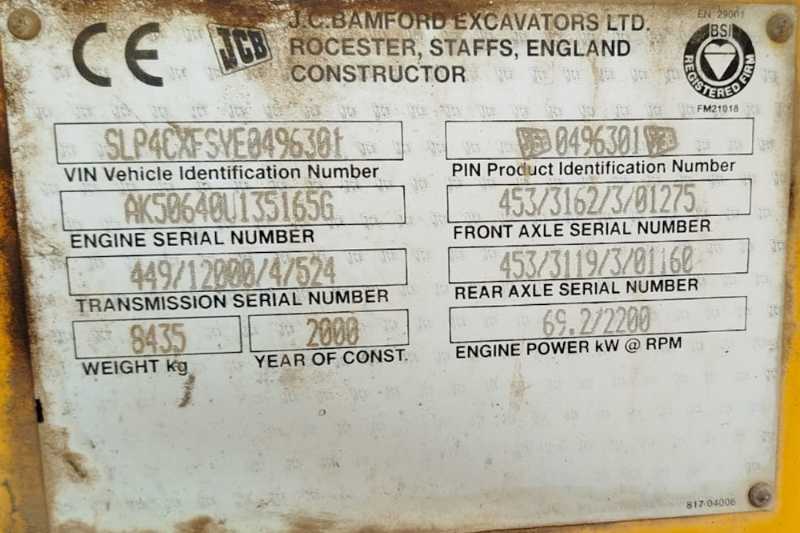 CE JCB J.C.BAMFORD EXCAVATORS LTD.
ROCESTER, STAFFS, ENGLAND
CONSTRUCTOR
EN 29001
BSI
REGISTERED FIRM
FM21018
SLP4CXFSYE0496301
VIN Vehicle Identification Number
0496301
PIN Product Identification Number
AK50640U135165G
ENGINE SERIAL NUMBER
453/3162/3/01275
FRONT AXLE SERIAL NUMBER
449/12000/4/524
TRANSMISSION SERIAL NUMBER
453/3119/3/01160
REAR AXLE SERIAL NUMBER
8435
WEIGHT kg
2000
YEAR OF CONST.
69.2/2200
ENGINE POWER kW @ RPM
817-04006